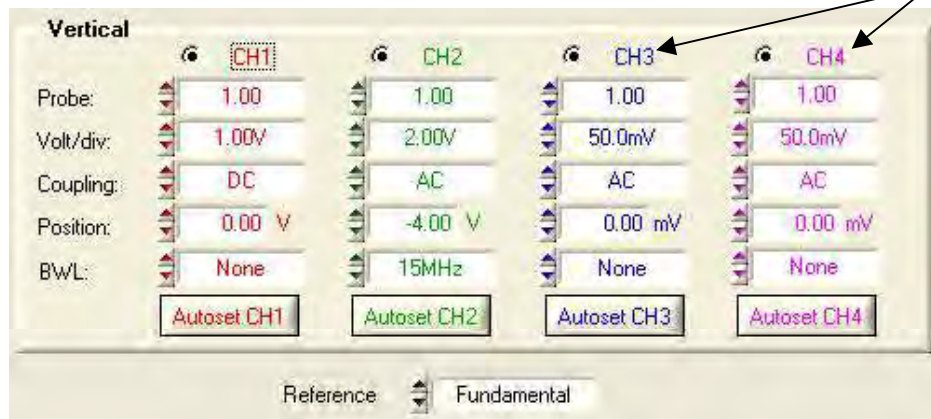 Vertical
CH1 CH2 CH3 CH4
Probe: 1.00 1.00 1.00 1.00
Volt/div: 1.00V 2.00V 50.0mV 50.0mV
Coupling: DC AC AC AC
Position: 0.00 V -4.00 V 0.00 mV 0.00 mV
BWL: None 15MHz None None
Autoset CH1 Autoset CH2 Autoset CH3 Autoset CH4
Reference Fundamental